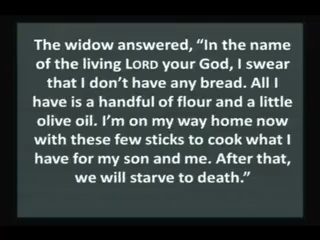 The widow answered, “In the name
of the living LORD your God, I swear
that I don’t have any bread. All I
have is a handful of flour and a little
olive oil. I’m on my way home now
with these few sticks to cook what I
have for my son and me. After that,
we will starve to death.”